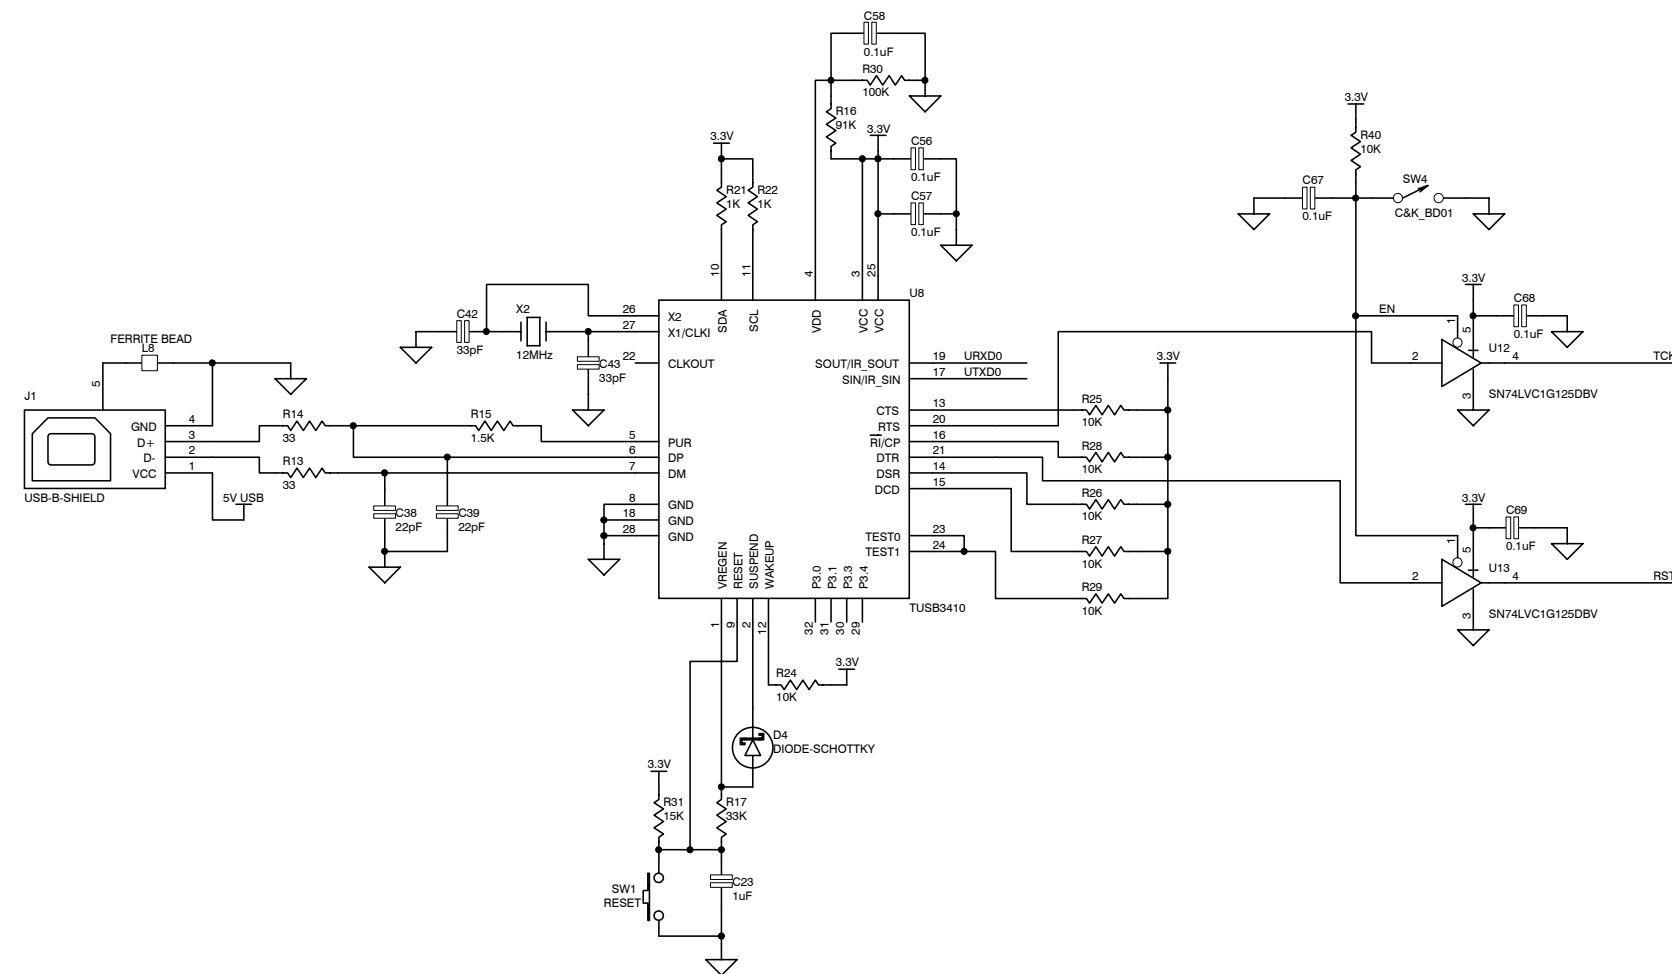 C58
0.1uF
R30
100K
R16
91K
3.3V
C56
0.1uF
C57
0.1uF
3.3V
R21
1K
R22
1K
10
11
4
3
25
3.3V
R40
10K
C67
0.1uF
SW4
C&K_BD01
EN
3.3V
C68
0.1uF
1
5
2
U12
4
TCK
3
SN74LVC1G125DBV
U8
C42
33pF
X2
12MHz
C43
33pF
26
27
22
X2
X1/CLKI
CLKOUT
SDA
SCL
VDD
VCC
VCC
SOUT/IR_SOUT
SIN/IR_SIN
19
URXD0
17
UTXD0
3.3V
FERRITE BEAD
L8
5
J1
GND
4
D+
3
D-
2
VCC
1
USB-B-SHIELD
5V USB
R14
33
R13
33
R15
1.5K
C38
22pF
C39
22pF
5
PUR
6
DP
7
DM
8
GND
18
GND
28
GND
CTS
13
RTS
20
RI/CP
16
DTR
21
DSR
14
DCD
15
TEST0
23
TEST1
24
R25
10K
R28
10K
R26
10K
R27
10K
R29
10K
VREGEN
RESET
SUSPEND
WAKEUP
P3.0
P3.1
P3.3
P3.4
TUSB3410
1
9
2
12
32
31
30
29
3.3V
C69
0.1uF
1
5
2
U13
4
RST
3
SN74LVC1G125DBV
R24
10K
3.3V
D4
DIODE-SCHOTTKY
3.3V
R31
15K
R17
33K
SW1
RESET
C23
1uF